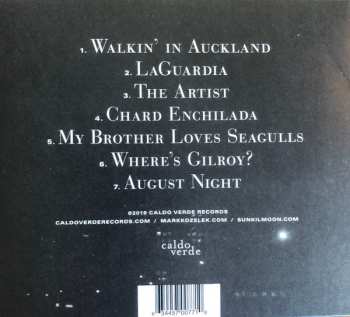 1. Walkin' in Auckland
2. LaGuardia
3. The Artist
4. Chard Enchilada
5. My Brother Loves Seagulls
6. Where's Gilroy?
7. August Night
©2019 CALDO VERDE RECORDS
CALDOVERDERECORDS.COM / MARKKOZELEK.COM / SUNKILMOON.COM
caldo
verde